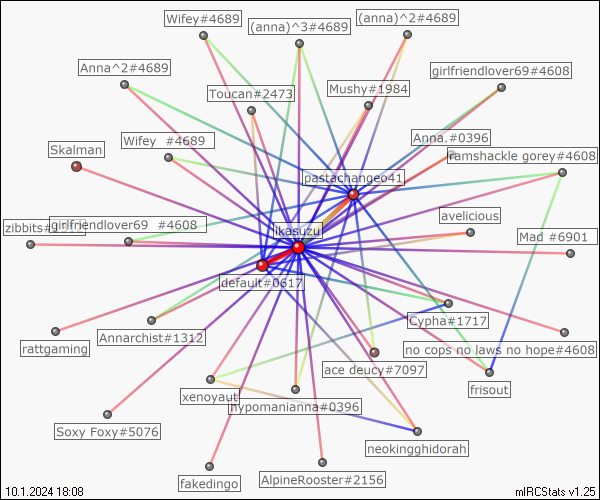 Wifey#4689
(anna)^3#4689
(anna)^2#4689
Anna^2#4689
girlfriendlover69#4608
Toucan#2473
Mushy#1984
Skalman
Wifey #4689
Anna.#0396
ramshackle gorey#4608
pastachangeo41
zibbits
girlfriendlover69 #4608
ikasuzu
avelicious
Mad #6901
default#0617
Cypha#1717
rattgaming
Annarchist#1312
no cops no laws no hope#4608
ace deucy#7097
frisout
xenoyaut
hypomanianna#0396
Soxy Foxy#5076
neokingghidorah
fakedingo
AlpineRooster#2156
10.1.2024 18:08
mIRCStats v1.25